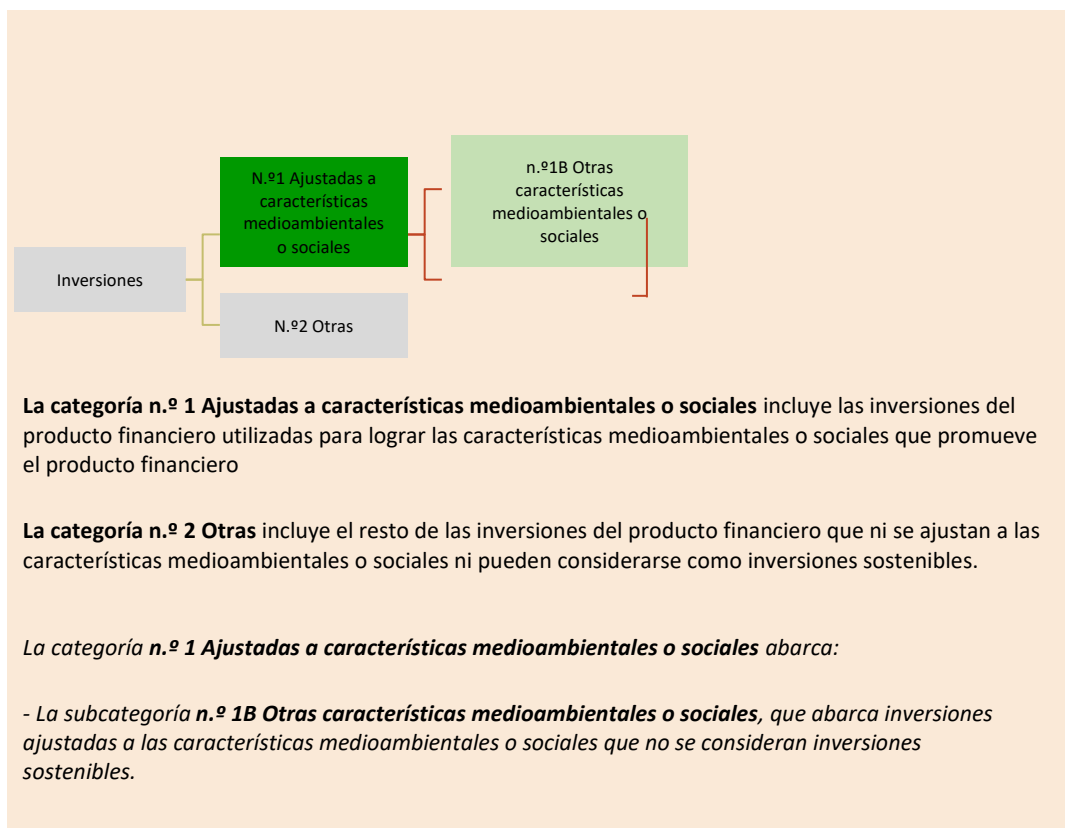 n.º1B Otras
características
medioambientales o
sociales
N.º1 Ajustadas a
características
medioambientales
o sociales
Inversiones
N.º2 Otras
La categoría n.º 1 Ajustadas a características medioambientales o sociales incluye las inversiones del
producto financiero utilizadas para lograr las características medioambientales o sociales que promueve
el producto financiero
La categoría n.º 2 Otras incluye el resto de las inversiones del producto financiero que ni se ajustan a las
características medioambientales o sociales ni pueden considerarse como inversiones sostenibles.
La categoría n.º 1 Ajustadas a características medioambientales o sociales abarca:
- La subcategoría n.º 1B Otras características medioambientales o sociales, que abarca inversiones
ajustadas a las características medioambientales o sociales que no se consideran inversiones
sostenibles.